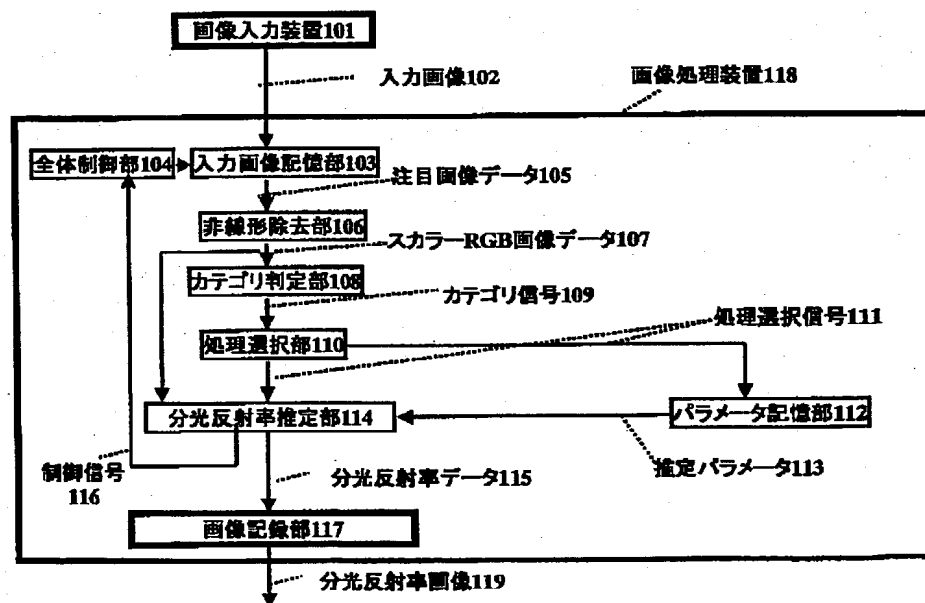 画像入力装置101
入力画像102
画像処理装置118
全体制御部104
入力画像記憶部103
注目画像データ105
非線形除去部106
スカラーRGB画像データ107
カテゴリ判定部108
カテゴリ信号109
処理選択信号111
処理選択部110
分光反射率推定部114
パラメータ記憶部112
制御信号
116
推定パラメータ113
分光反射率データ115
画像記録部117
分光反射率画像119